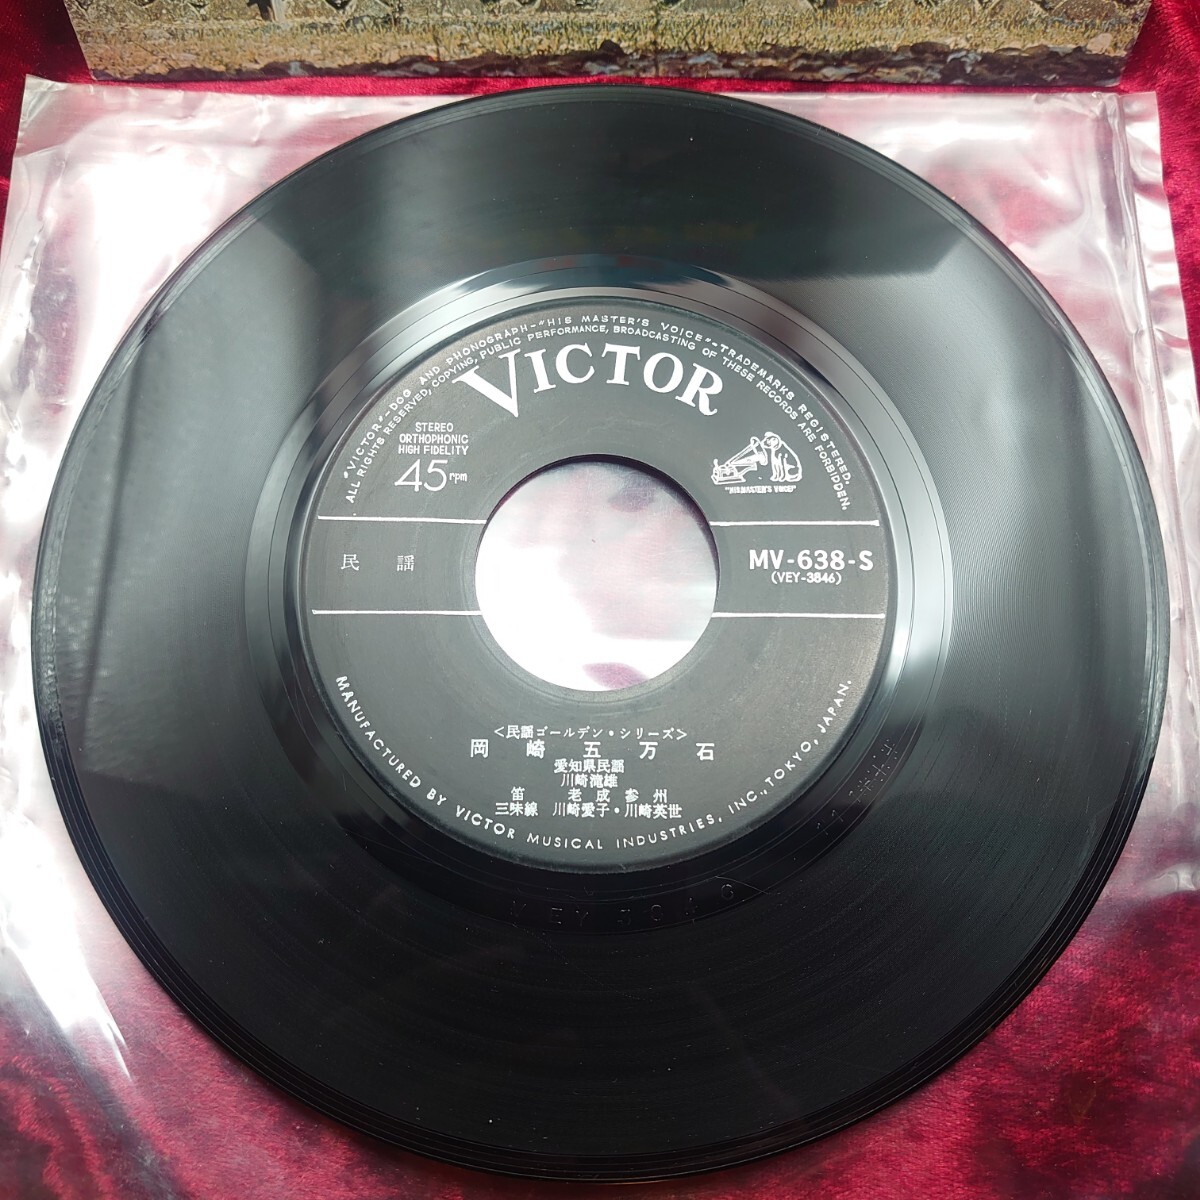 "VICTOR"-DOG AND PHONOGRAPH-"HIS MASTER'S VOICE"-TRADEMARKS REGISTERED.
ALL RIGHTS RESERVED, COPYING, PUBLIC PERFORMANCE, BROADCASTING OF THESE RECORDS ARE FORBIDDEN.
VICTOR
STEREO
ORTHOPHONIC
HIGH FIDELITY
45rpm
"HIS MASTER'S VOICE"
民謡
MV-638-S
(VEY-3846)
<民謡ゴールデン・シリーズ>
岡崎五万石
愛知県民謡
川崎瀧雄
笛 老成参州
三味線 川崎愛子・川崎英世
MANUFACTURED BY VICTOR MUSICAL INDUSTRIES, INC., TOKYO, JAPAN.